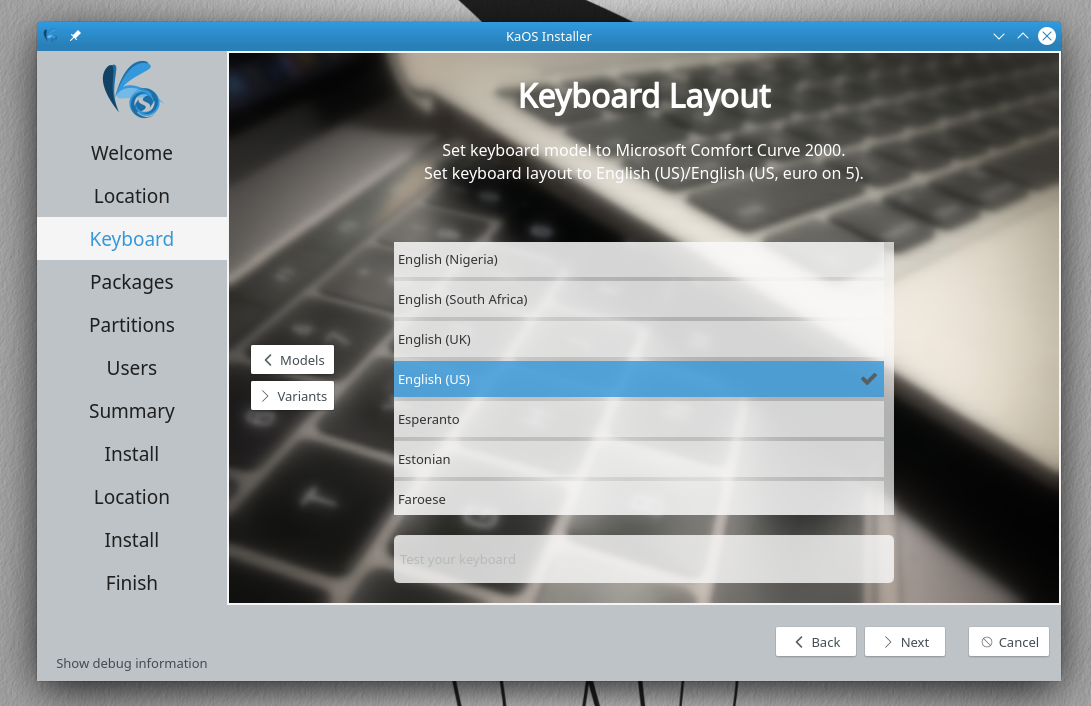 KaOS Installer
Welcome
Location
Keyboard
Packages
Partitions
Users
Summary
Install
Location
Install
Finish
Show debug information
Keyboard Layout
Set keyboard model to Microsoft Comfort Curve 2000.
Set keyboard layout to English (US)/English (US, euro on 5).
Models
Variants
English (Nigeria)
English (South Africa)
English (UK)
English (US)
Esperanto
Estonian
Faroese
Test your keyboard
Back
Next
Cancel